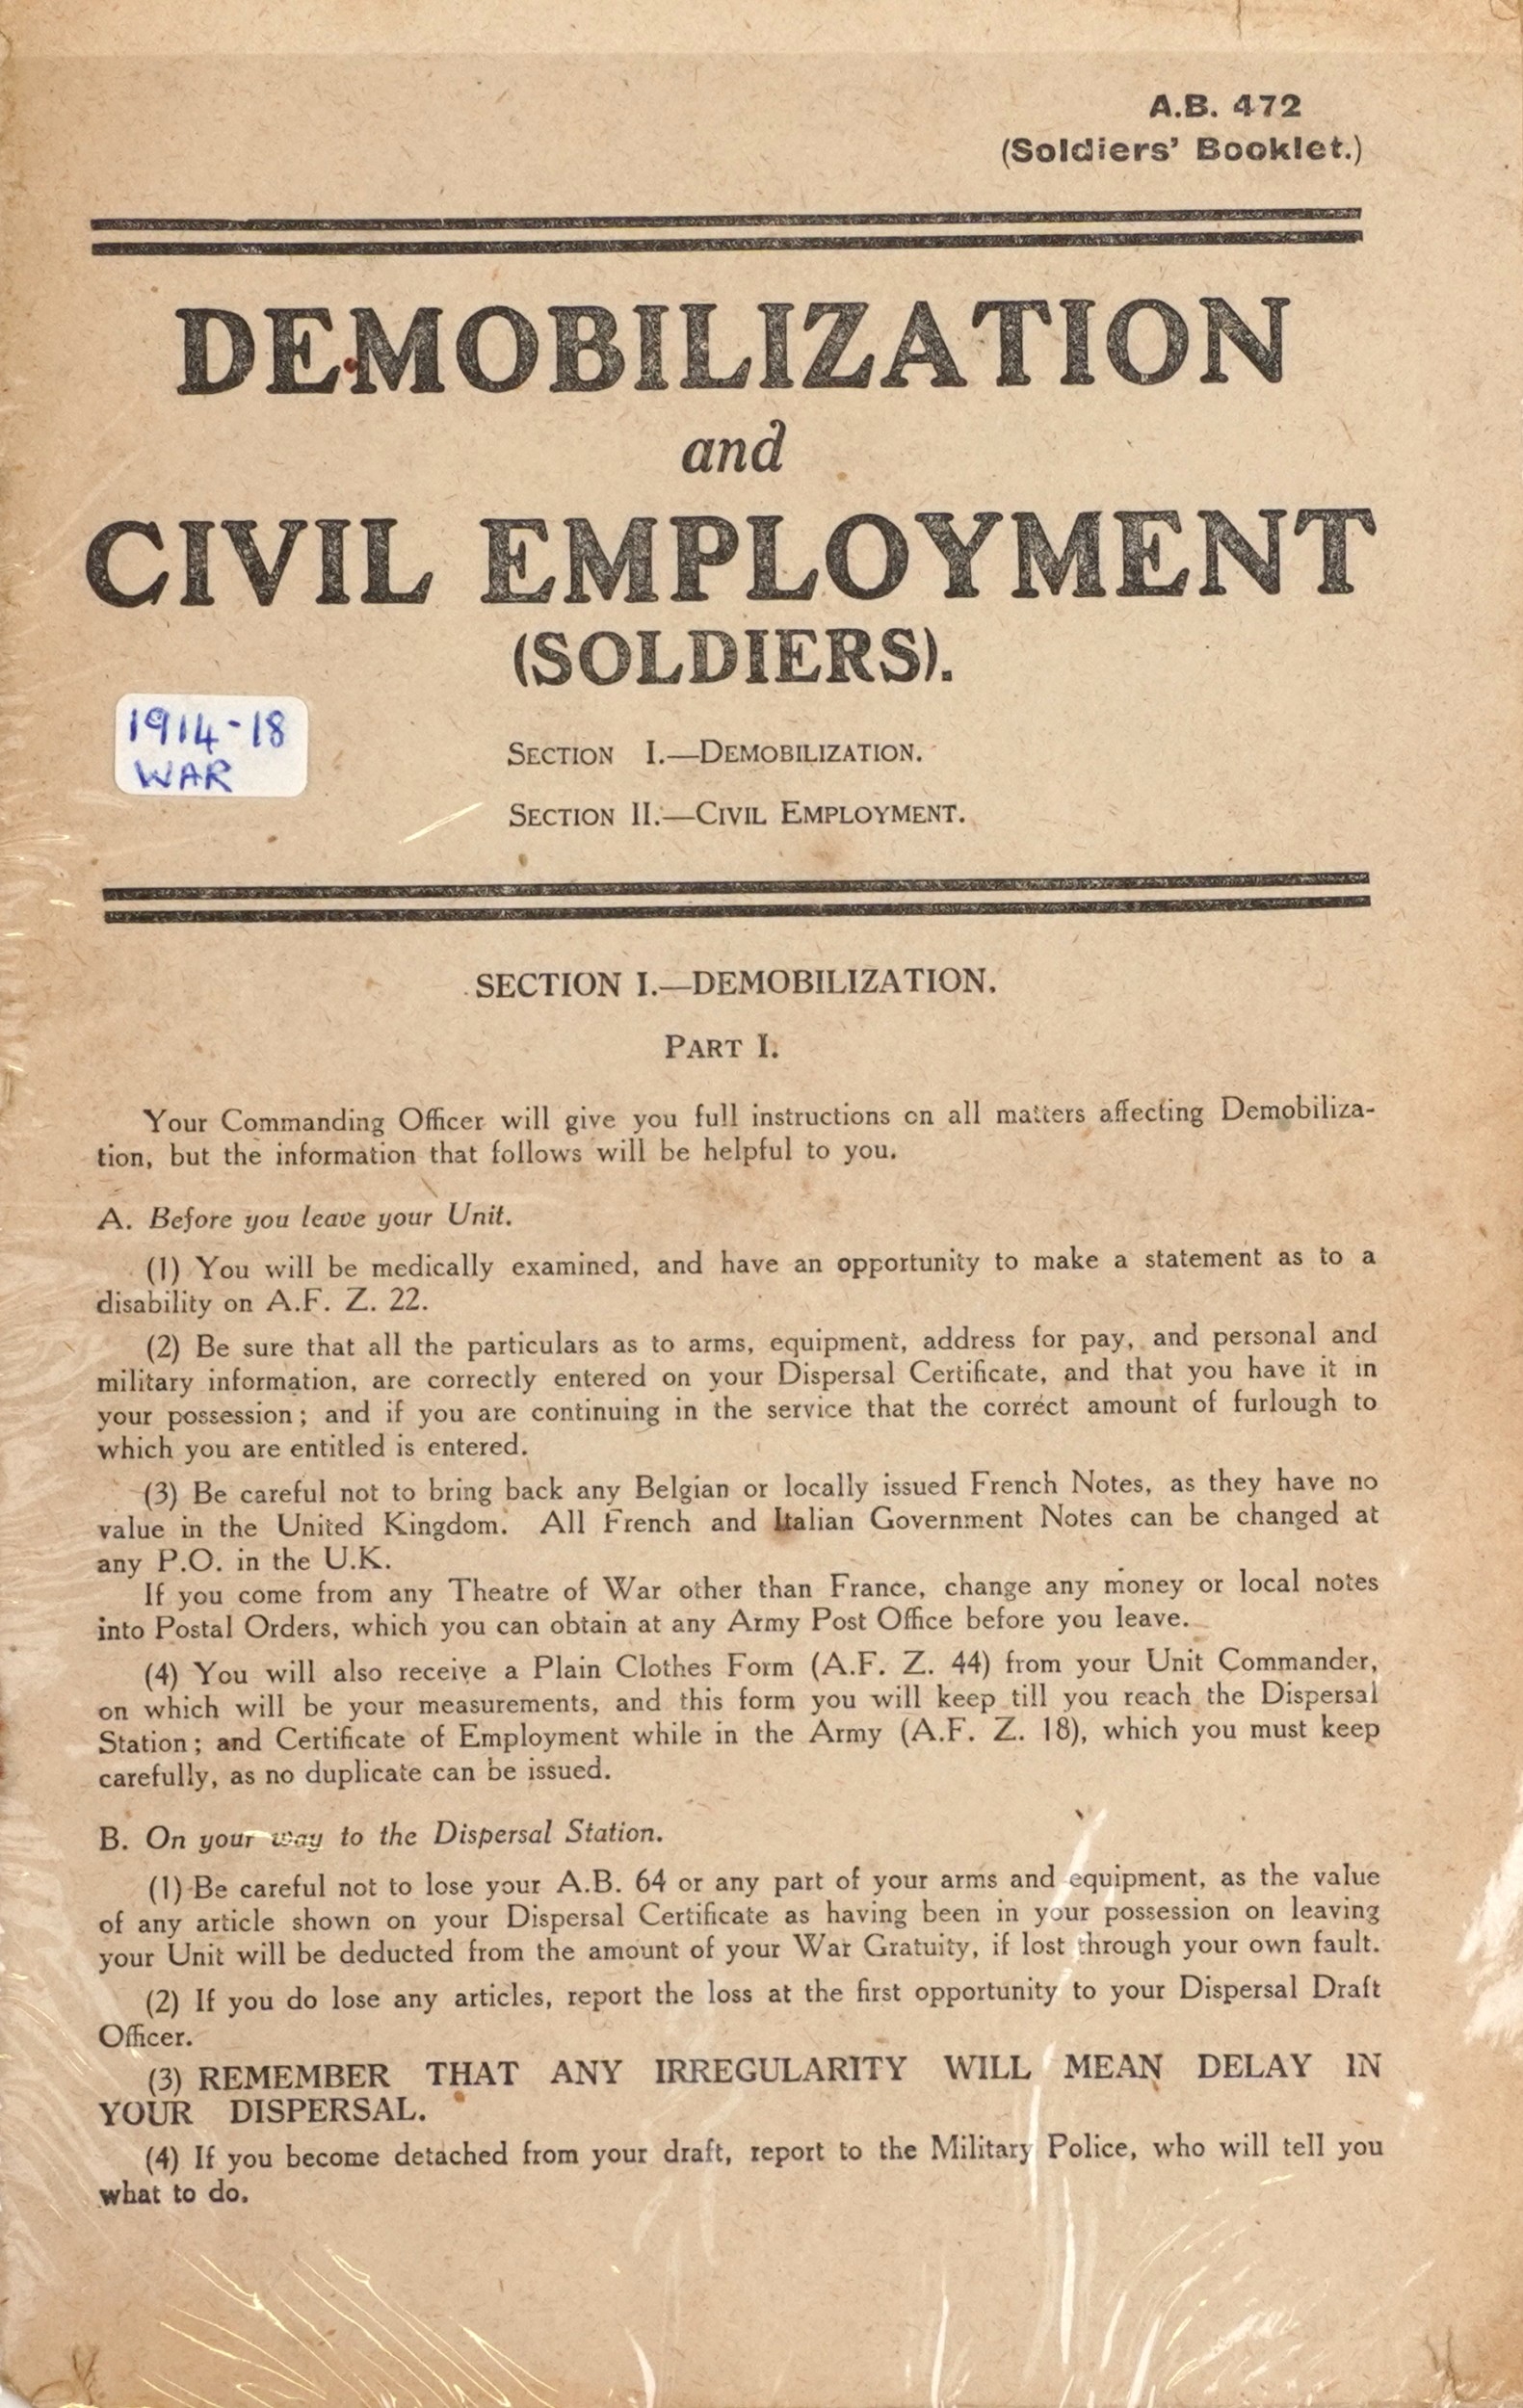 A.B. 472
(Soldiers' Booklet.)
DEMOBILIZATION
and
CIVIL EMPLOYMENT
(SOLDIERS).
1914-18
WAR
SECTION I.—DEMOBILIZATION.
SECTION II.—CIVIL EMPLOYMENT.
SECTION I.—DEMOBILIZATION.
PART I.
Your Commanding Officer will give you full instructions on all matters affecting Demobiliza-
tion, but the information that follows will be helpful to you.
A. Before you leave your Unit.
(1) You will be medically examined, and have an opportunity to make a statement as to a
disability on A.F. Z. 22.
(2) Be sure that all the particulars as to arms, equipment, address for pay, and personal and
military information, are correctly entered on your Dispersal Certificate, and that you have it in
your possession; and if you are continuing in the service that the correct amount of furlough to
which you are entitled is entered.
(3) Be careful not to bring back any Belgian or locally issued French Notes, as they have no
value in the United Kingdom. All French and Italian Government Notes can be changed at
any P.O. in the U.K.
If you come from any Theatre of War other than France, change any money or local notes
into Postal Orders, which you can obtain at any Army Post Office before you leave.
(4) You will also receive a Plain Clothes Form (A.F. Z. 44) from your Unit Commander,
on which will be your measurements, and this form you will keep till you reach the Dispersal
Station; and Certificate of Employment while in the Army (A.F. Z. 18), which you must keep
carefully, as no duplicate can be issued.
B. On your way to the Dispersal Station.
(1) Be careful not to lose your A.B. 64 or any part of your arms and equipment, as the value
of any article shown on your Dispersal Certificate as having been in your possession on leaving
your Unit will be deducted from the amount of your War Gratuity, if lost through your own fault.
(2) If you do lose any articles, report the loss at the first opportunity to your Dispersal Draft
Officer.
(3) REMEMBER THAT ANY IRREGULARITY WILL MEAN DELAY IN
YOUR DISPERSAL.
(4) If you become detached from your draft, report to the Military Police, who will tell you
what to do.